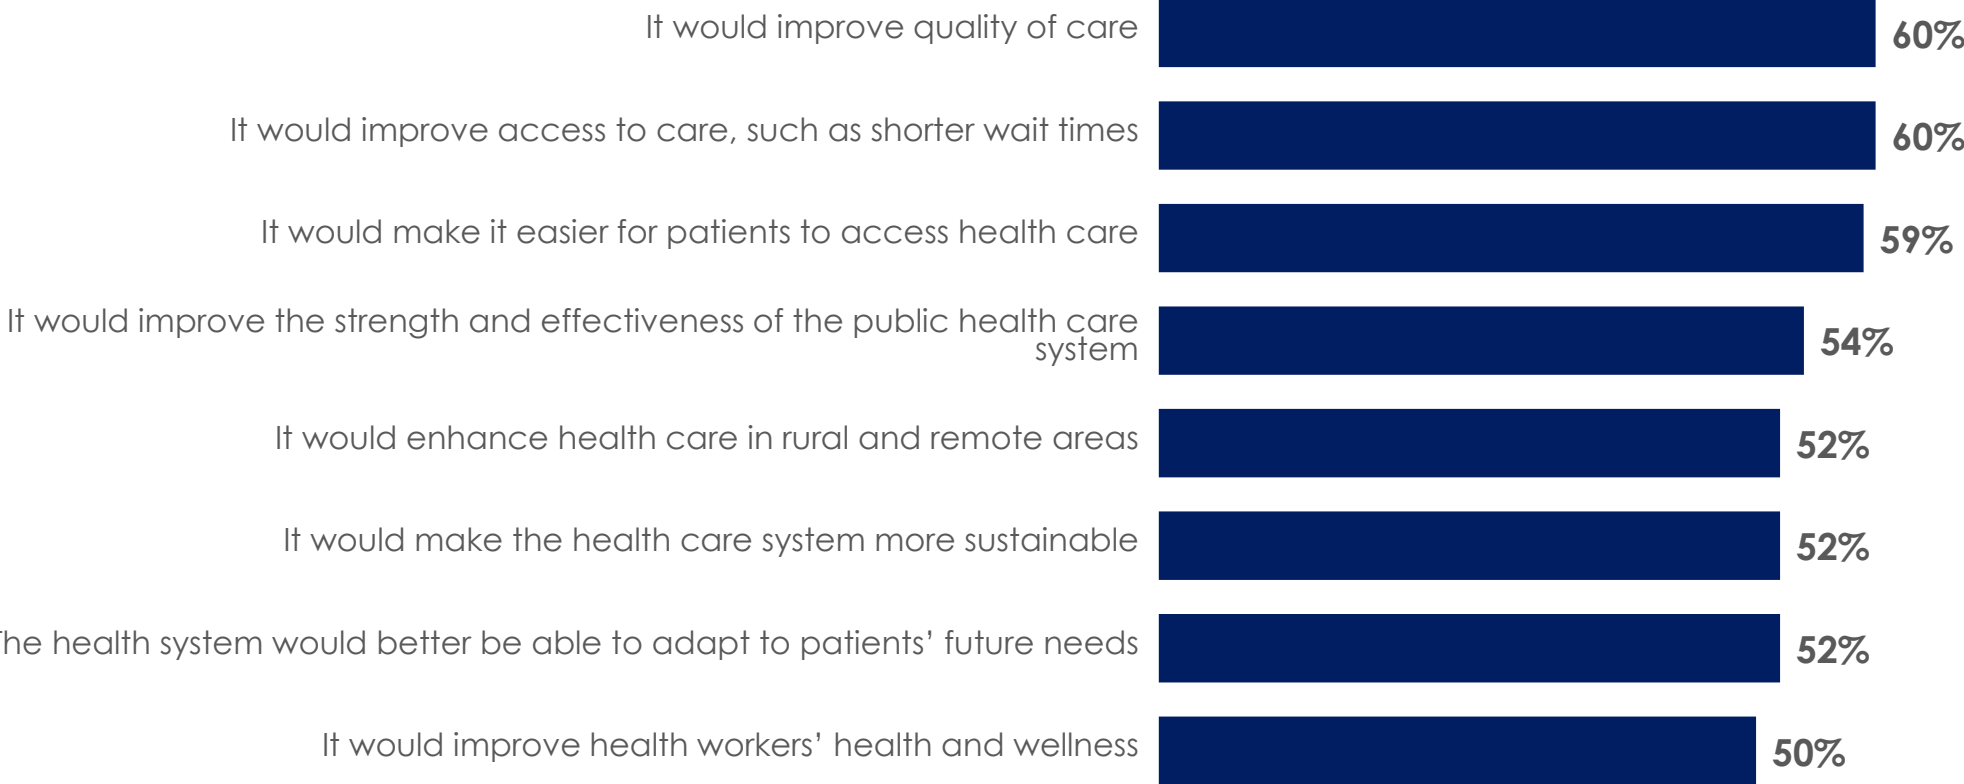 It would improve quality of care
60%
It would improve access to care, such as shorter wait times
60%
It would make it easier for patients to access health care
59%
It would improve the strength and effectiveness of the public health care
system
54%
It would enhance health care in rural and remote areas
52%
It would make the health care system more sustainable
52%
The health system would better be able to adapt to patients’ future needs
52%
It would improve health workers’ health and wellness
50%